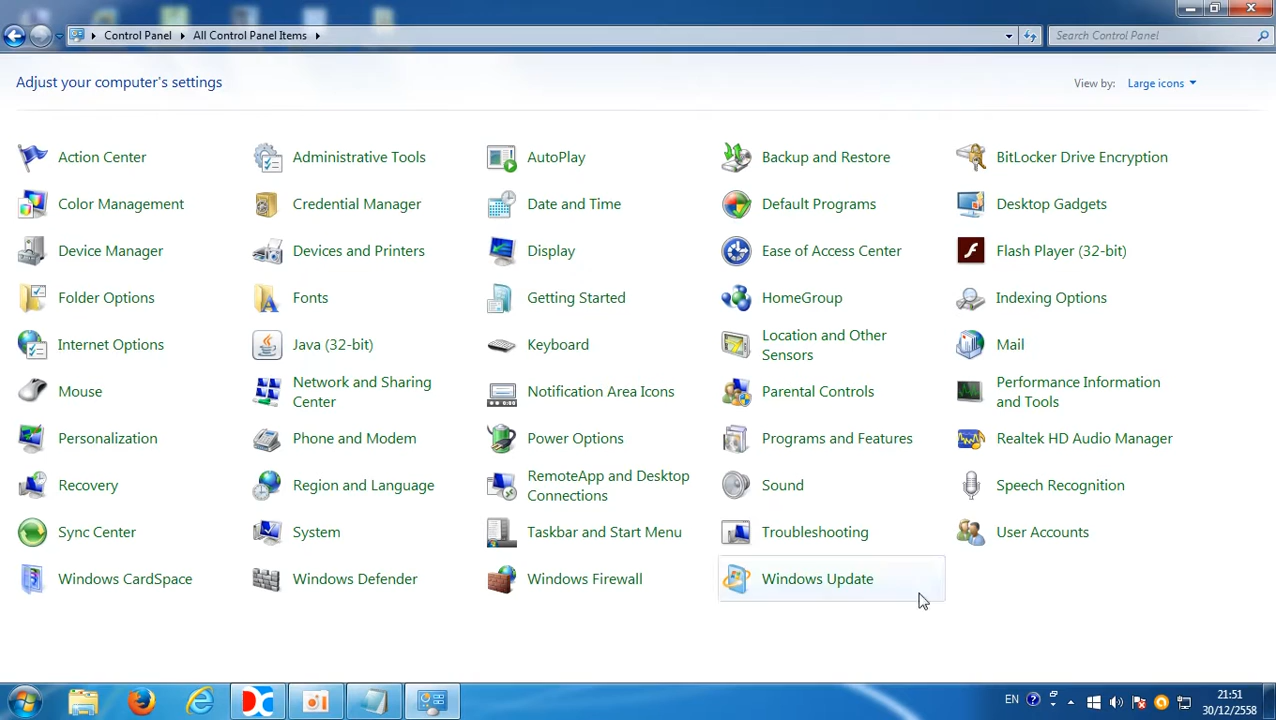 Control Panel
All Control Panel Items
Search Control Panel
Adjust your computer's settings
View by:
Large icons
Action Center
Administrative Tools
AutoPlay
Backup and Restore
BitLocker Drive Encryption
Color Management
Credential Manager
Date and Time
Default Programs
Desktop Gadgets
Device Manager
Devices and Printers
Display
Ease of Access Center
Flash Player (32-bit)
Folder Options
Fonts
Getting Started
HomeGroup
Indexing Options
Internet Options
Java (32-bit)
Keyboard
Location and Other
Sensors
Mail
Mouse
Network and Sharing
Center
Notification Area Icons
Parental Controls
Performance Information
and Tools
Personalization
Phone and Modem
Power Options
Programs and Features
Realtek HD Audio Manager
Recovery
Region and Language
RemoteApp and Desktop
Connections
Sound
Speech Recognition
Sync Center
System
Taskbar and Start Menu
Troubleshooting
User Accounts
Windows CardSpace
Windows Defender
Windows Firewall
Windows Update
EN
21:51
30/12/2558